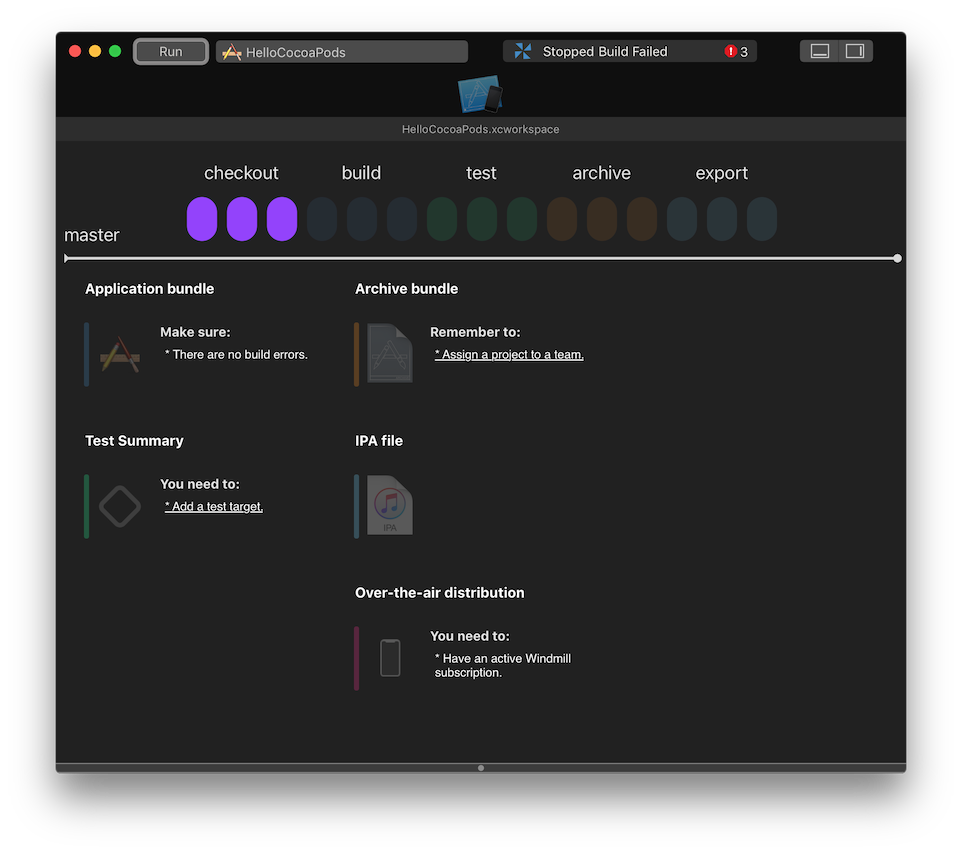 Run
HelloCocoaPods
Stopped Build Failed
! 3
HelloCocoaPods.xcworkspace
checkout build test archive export
master
Application bundle
Make sure:
* There are no build errors.
Archive bundle
Remember to:
* Assign a project to a team.
Test Summary
You need to:
* Add a test target.
IPA file
IPA
Over-the-air distribution
You need to:
* Have an active Windmill
subscription.